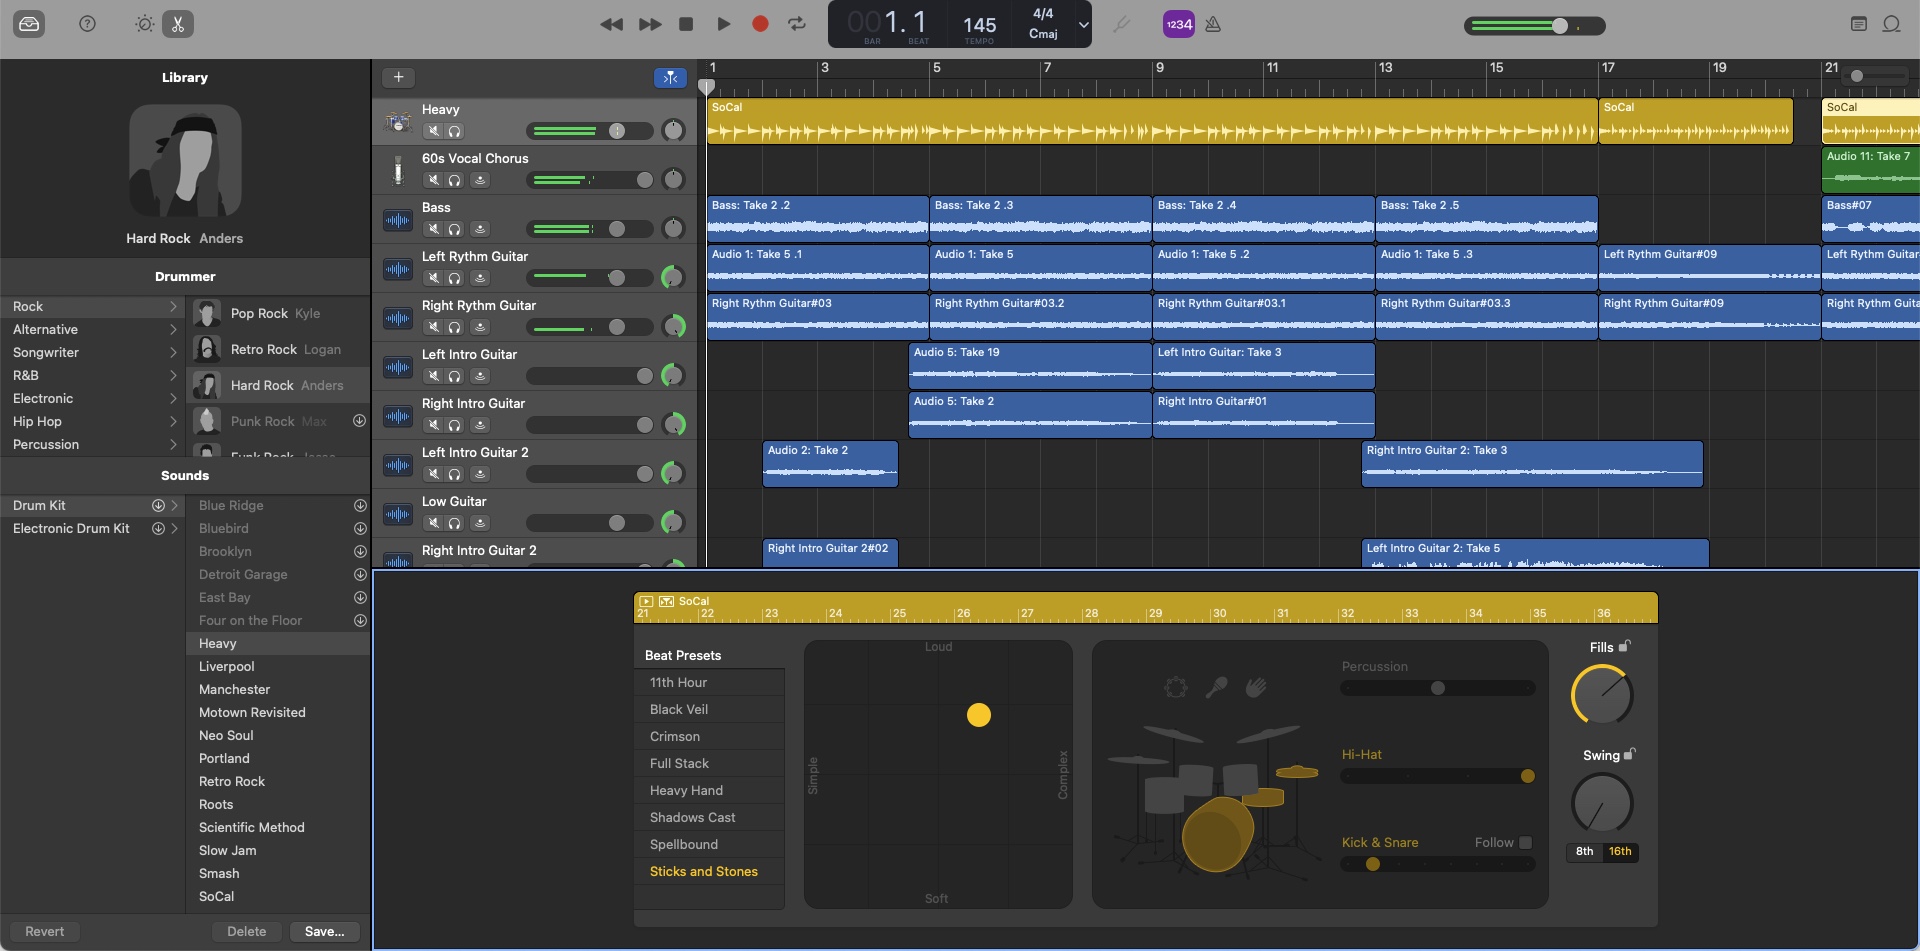 1. 1
BAR
BEAT
145
TEMPO
4/4
Cmaj
1234
Library
Hard Rock Anders
Drummer
Rock
Alternative
Songwriter
R&B
Electronic
Hip Hop
Percussion
Pop Rock Kyle
Retro Rock Logan
Hard Rock Anders
Punk Rock Max
Sounds
Drum Kit
Electronic Drum Kit
Blue Ridge
Bluebird
Brooklyn
Detroit Garage
East Bay
Four on the Floor
Heavy
Liverpool
Manchester
Motown Revisited
Neo Soul
Portland
Retro Rock
Roots
Scientific Method
Slow Jam
Smash
SoCal
Revert
Delete
Save...
1 3 5 7 9 11 13 15 17 19 21
Heavy
SoCal SoCal SoCal
60s Vocal Chorus
Audio 11: Take 7
Bass
Bass: Take 2 .2 Bass: Take 2 .3 Bass: Take 2 .4 Bass: Take 2 .5 Bass#07
Left Rythm Guitar
Audio 1: Take 5 .1 Audio 1: Take 5 Audio 1: Take 5 .2 Audio 1: Take 5 .3 Left Rythm Guitar#09 Left Rythm Guitar
Right Rythm Guitar
Right Rythm Guitar#03 Right Rythm Guitar#03.2 Right Rythm Guitar#03.1 Right Rythm Guitar#03.3 Right Rythm Guitar#09 Right Rythm Guita
Left Intro Guitar
Audio 5: Take 19 Left Intro Guitar: Take 3
Right Intro Guitar
Audio 5: Take 2 Right Intro Guitar#01
Left Intro Guitar 2
Audio 2: Take 2 Right Intro Guitar 2: Take 3
Low Guitar
Right Intro Guitar 2
Right Intro Guitar 2#02 Left Intro Guitar 2: Take 5
SoCal
21 22 23 24 25 26 27 28 29 30 31 32 33 34 35 36
Beat Presets
11th Hour
Black Veil
Crimson
Full Stack
Heavy Hand
Shadows Cast
Spellbound
Sticks and Stones
Loud
Simple
Complex
Soft
Percussion
Hi-Hat
Kick & Snare Follow
Fills
Swing
8th 16th